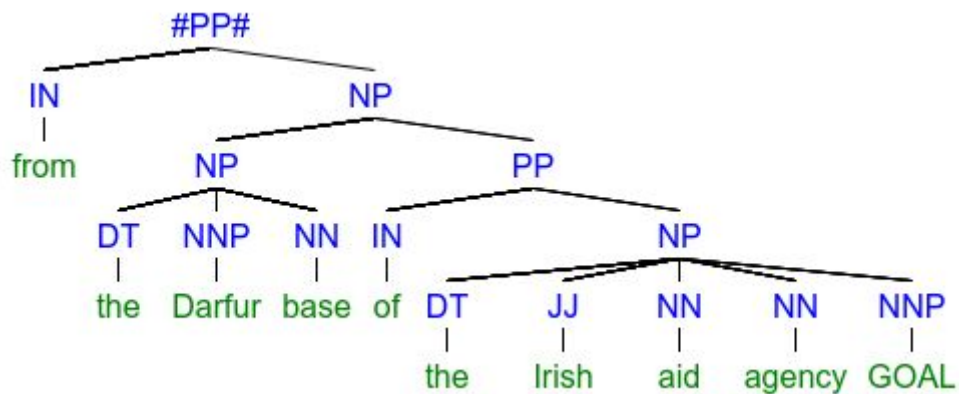 #PP#
IN NP
from NP PP
DT NNP NN IN NP
the Darfur base of DT JJ NN NN NNP
the Irish aid agency GOAL